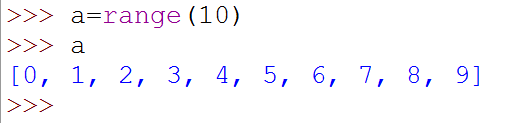 >>> a=range(10)
>>> a
[0, 1, 2, 3, 4, 5, 6, 7, 8, 9]
>>>